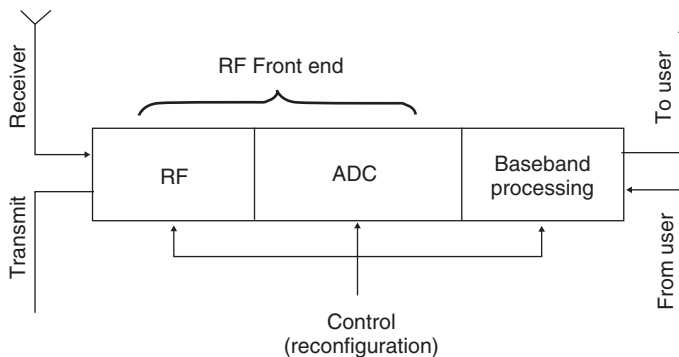 RF Front end
Receiver
To user
RF
ADC
Baseband
processing
Transmit
From user
Control
(reconfiguration)